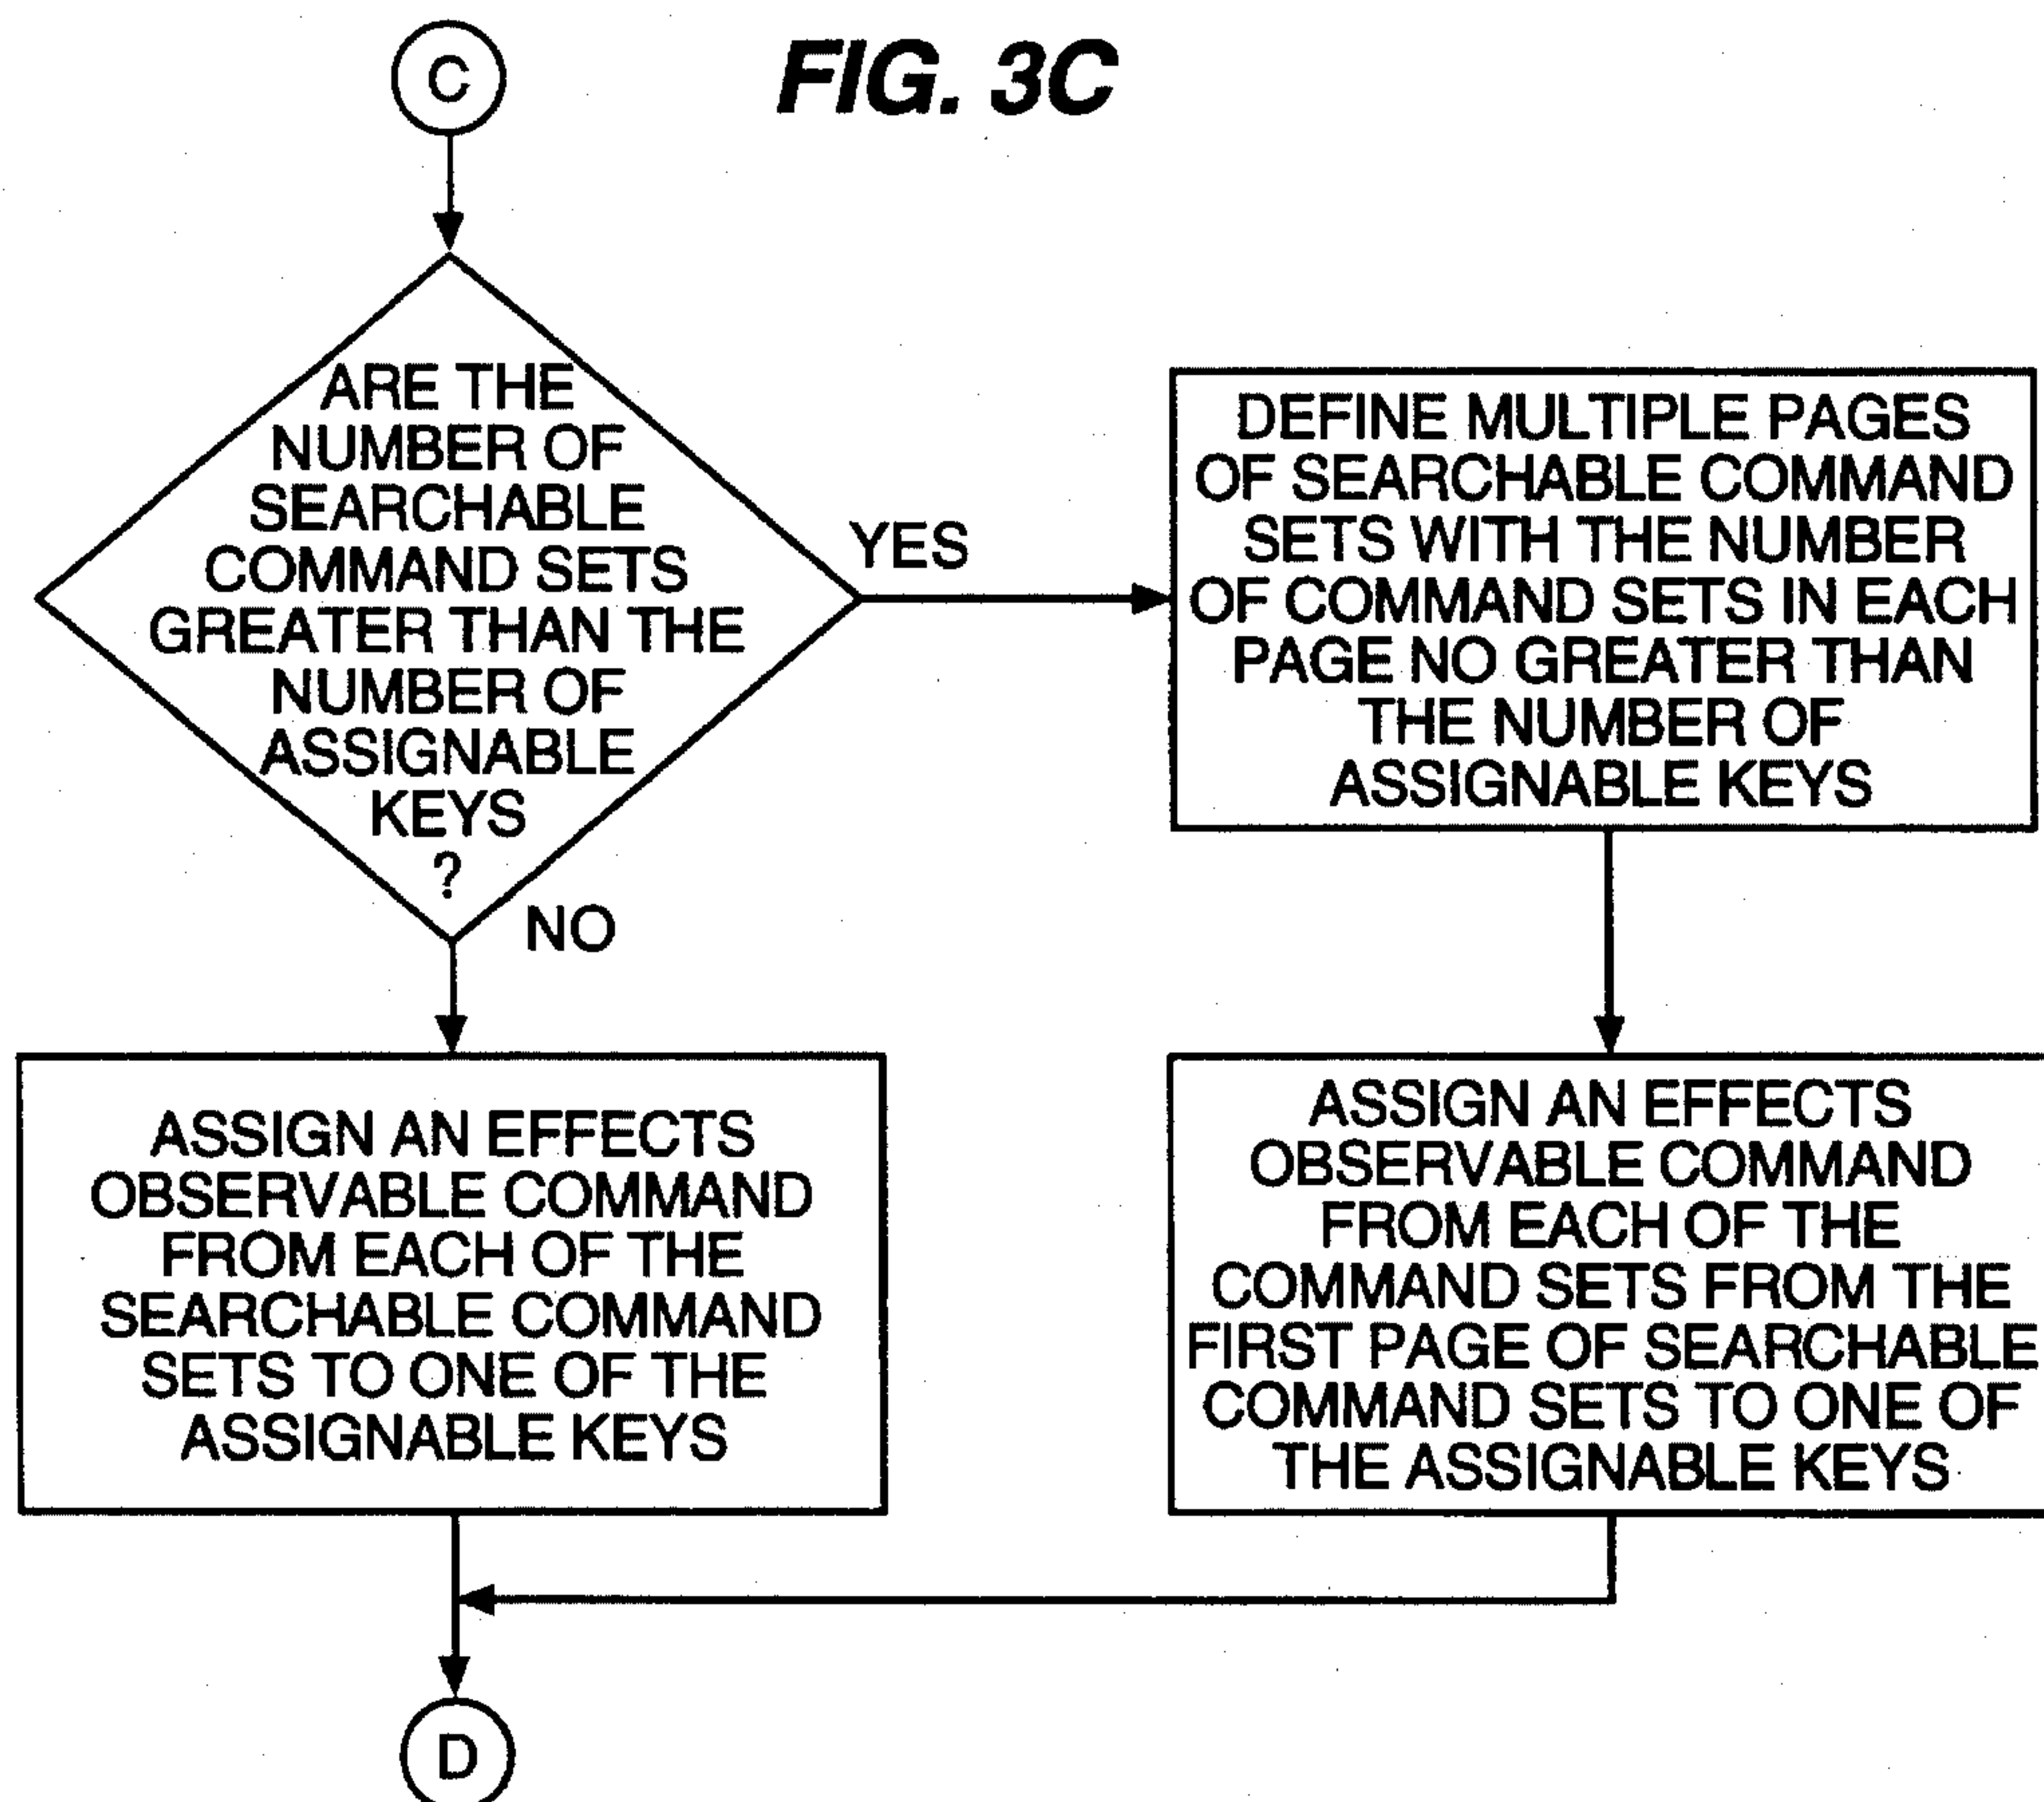 C
FIG. 3C
ARE THE
NUMBER OF
SEARCHABLE
COMMAND SETS
GREATER THAN THE
NUMBER OF
ASSIGNABLE
KEYS
?
YES
NO
DEFINE MULTIPLE PAGES
OF SEARCHABLE COMMAND
SETS WITH THE NUMBER
OF COMMAND SETS IN EACH
PAGE NO GREATER THAN
THE NUMBER OF
ASSIGNABLE KEYS
ASSIGN AN EFFECTS
OBSERVABLE COMMAND
FROM EACH OF THE
SEARCHABLE COMMAND
SETS TO ONE OF THE
ASSIGNABLE KEYS
ASSIGN AN EFFECTS
OBSERVABLE COMMAND
FROM EACH OF THE
COMMAND SETS FROM THE
FIRST PAGE OF SEARCHABLE
COMMAND SETS TO ONE OF
THE ASSIGNABLE KEYS
D